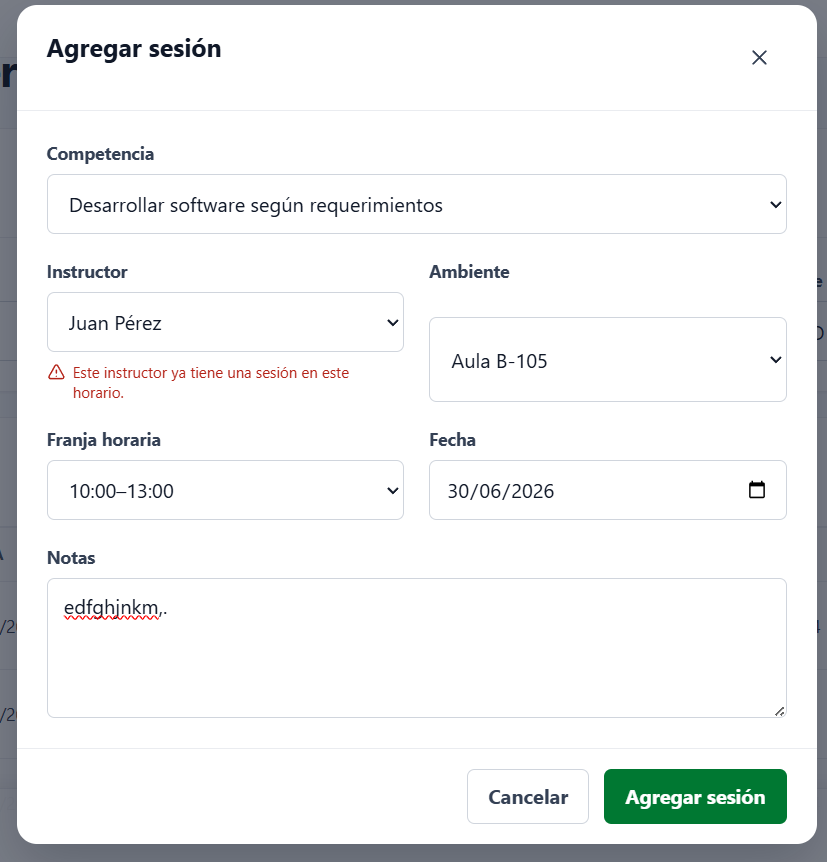 Agregar sesión
Competencia
Desarrollar software según requerimientos
Instructor
Juan Pérez
Este instructor ya tiene una sesión en este
horario.
Ambiente
Aula B-105
Franja horaria
10:00–13:00
Fecha
30/06/2026
Notas
edfghjnkm,.
Cancelar
Agregar sesión